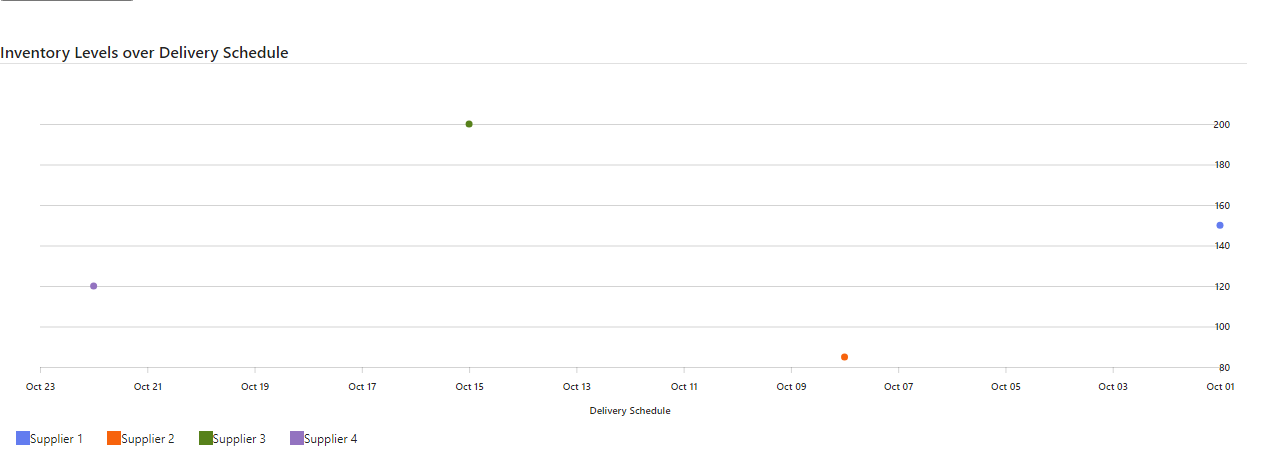 Inventory Levels over Delivery Schedule
200
180
160
140
120
100
80
Oct 23 Oct 21 Oct 19 Oct 17 Oct 15 Oct 13 Oct 11 Oct 09 Oct 07 Oct 05 Oct 03 Oct 01
Delivery Schedule
Supplier 1 Supplier 2 Supplier 3 Supplier 4